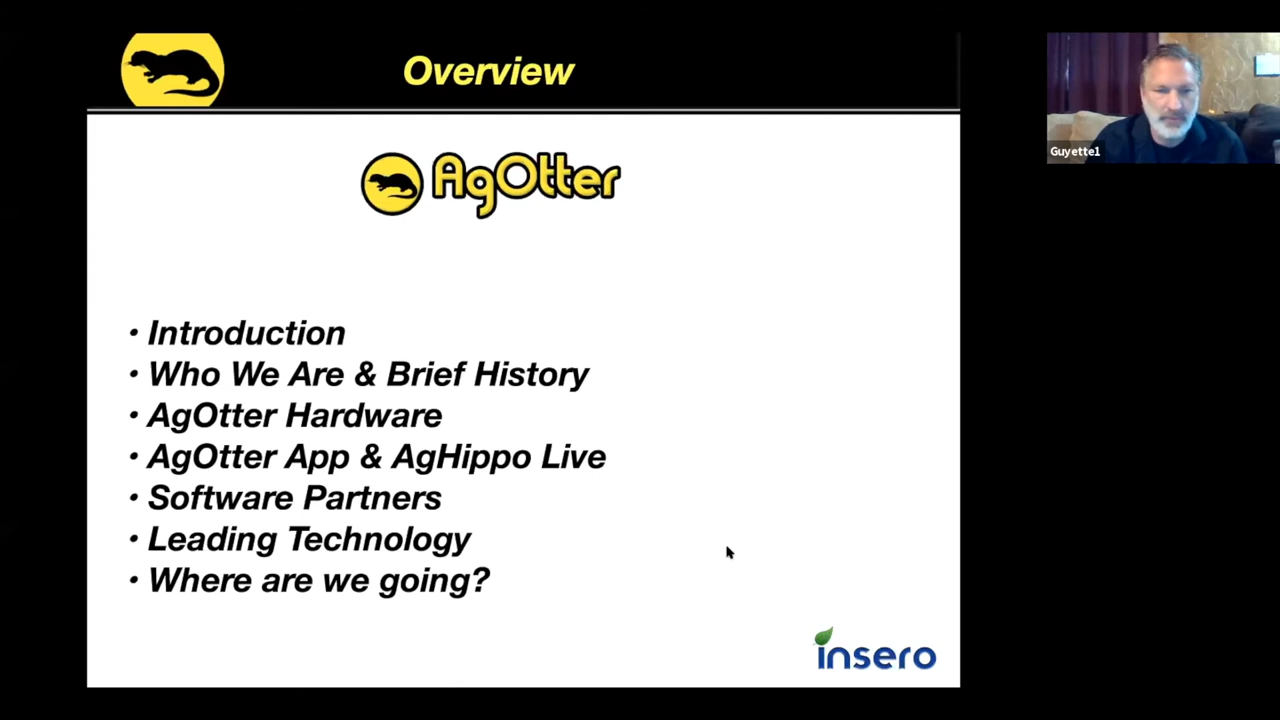 Overview
AgOtter
• Introduction
• Who We Are & Brief History
• AgOtter Hardware
• AgOtter App & AgHippo Live
• Software Partners
• Leading Technology
• Where are we going?
insero
Guyette1